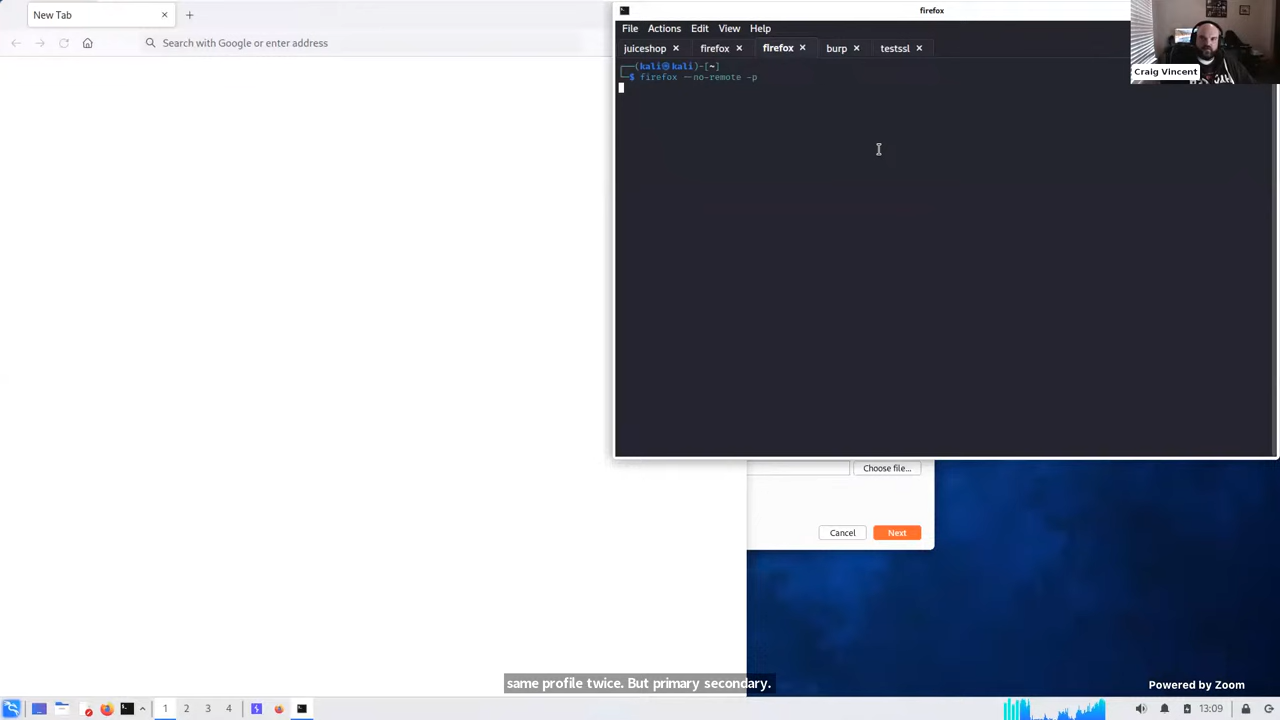 New Tab
Search with Google or enter address
firefox
File Actions Edit View Help
juiceshop firefox firefox burp testssl
(kali㉿kali)-[~]
$ firefox --no-remote -p
Craig Vincent
Choose file...
Cancel Next
same profile twice. But primary secondary.
Powered by Zoom
1 2 3 4
13:09